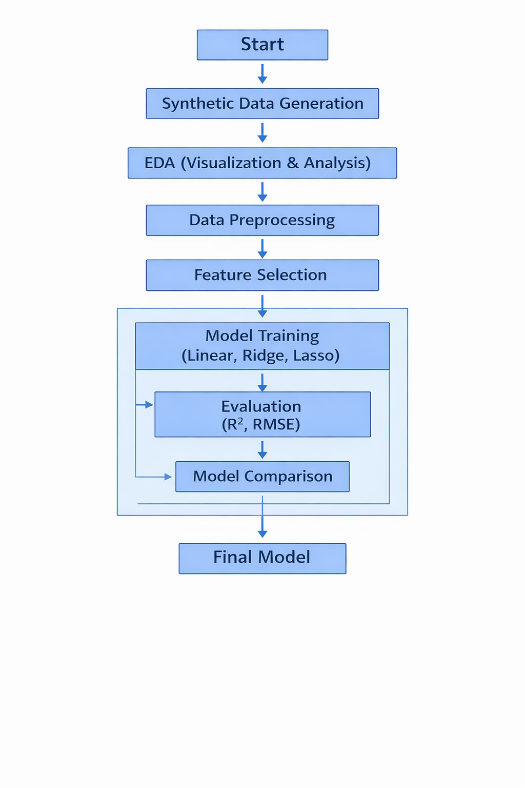 Start
Synthetic Data Generation
EDA (Visualization & Analysis)
Data Preprocessing
Feature Selection
Model Training
(Linear, Ridge, Lasso)
Evaluation
(R², RMSE)
Model Comparison
Final Model